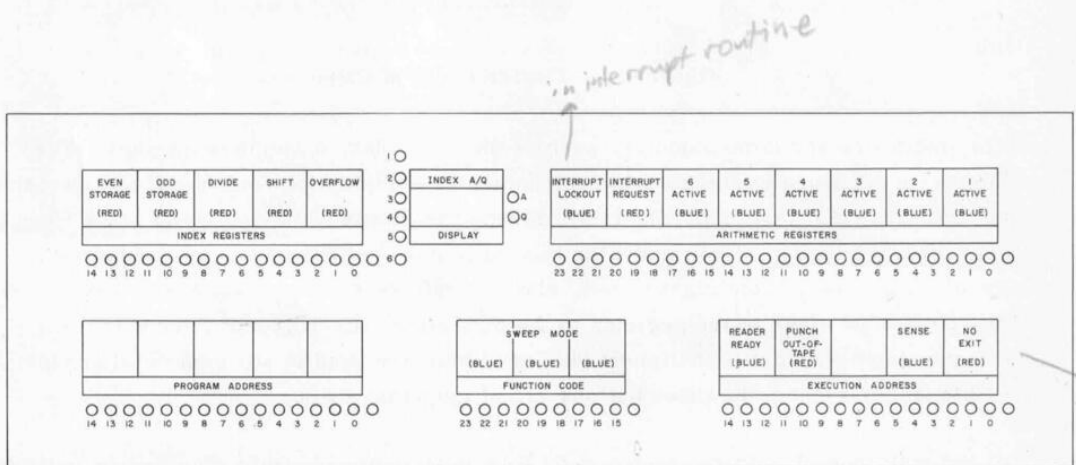 in interrupt routine
EVEN STORAGE (RED)
ODD STORAGE (RED)
DIVIDE (RED)
SHIFT (RED)
OVERFLOW (RED)
INDEX REGISTERS
14 13 12 11 10 9 8 7 6 5 4 3 2 1 0
1
2
3
4
5
6
INDEX A/Q
DISPLAY
A
Q
INTERRUPT LOCKOUT (BLUE)
INTERRUPT REQUEST (RED)
6 ACTIVE (BLUE)
5 ACTIVE (BLUE)
4 ACTIVE (BLUE)
3 ACTIVE (BLUE)
2 ACTIVE (BLUE)
1 ACTIVE (BLUE)
ARITHMETIC REGISTERS
23 22 21 20 19 18 17 16 15 14 13 12 11 10 9 8 7 6 5 4 3 2 1 0
PROGRAM ADDRESS
14 13 12 11 10 9 8 7 6 5 4 3 2 1 0
SWEEP MODE
(BLUE) (BLUE) (BLUE)
FUNCTION CODE
23 22 21 20 19 18 17 16 15
READER READY (BLUE)
PUNCH OUT-OF-TAPE (RED)
SENSE (BLUE)
NO EXIT (RED)
EXECUTION ADDRESS
14 13 12 11 10 9 8 7 6 5 4 3 2 1 0